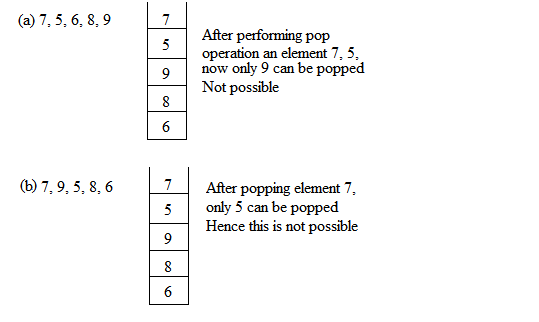 (a) 7, 5, 6, 8, 9
7
5
9
8
6
After performing pop
operation an element 7, 5,
now only 9 can be popped
Not possible
(b) 7, 9, 5, 8, 6
7
5
9
8
6
After popping element 7,
only 5 can be popped
Hence this is not possible